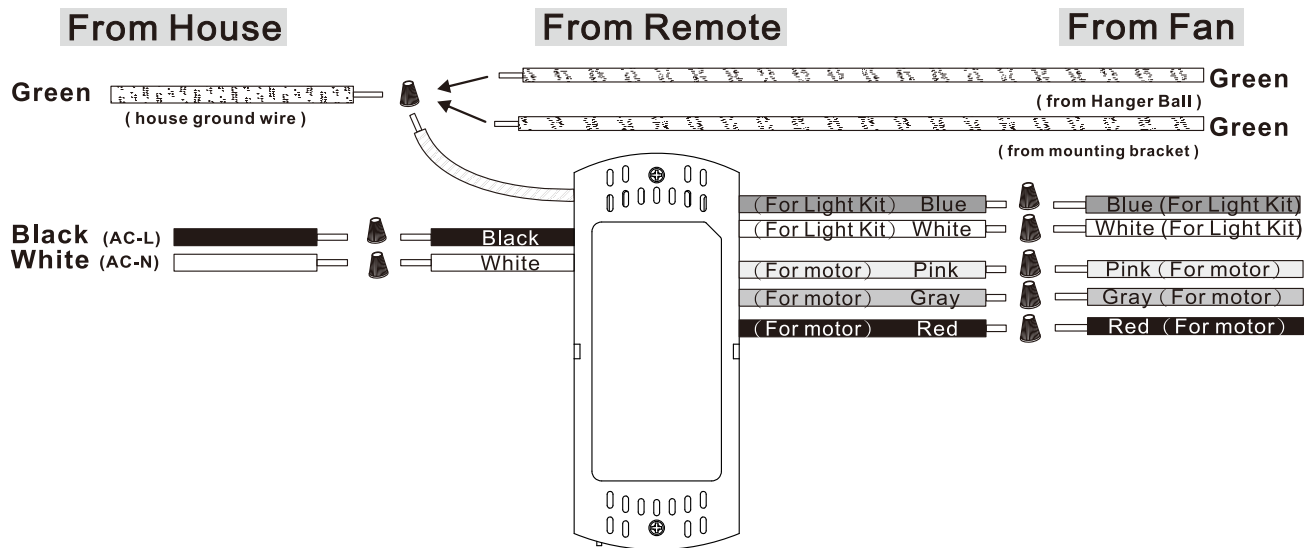 From House
From Remote
From Fan
Green
( house ground wire )
Green
( from Hanger Ball )
Green
( from mounting bracket )
Black (AC-L)
Black
White (AC-N)
White
(For Light Kit) Blue
Blue (For Light Kit)
(For Light Kit) White
White (For Light Kit)
(For motor) Pink
Pink (For motor)
(For motor) Gray
Gray (For motor)
(For motor) Red
Red (For motor)